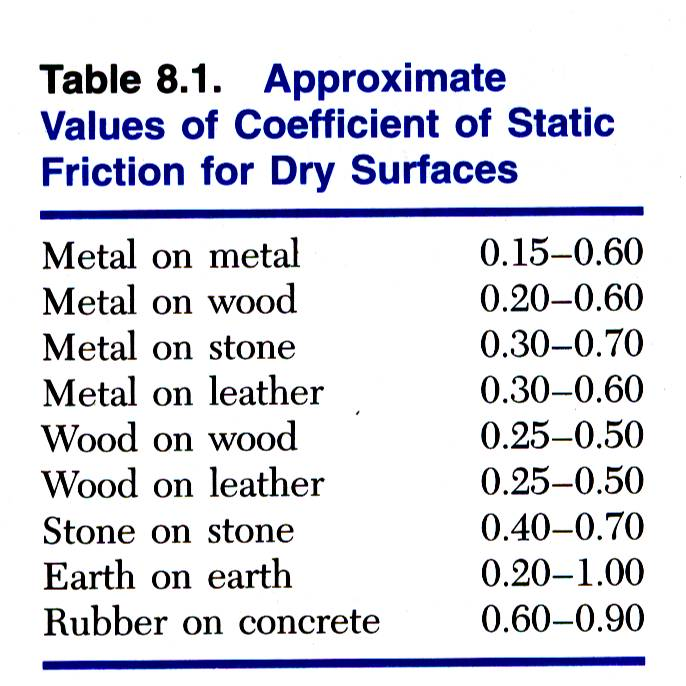 Table 8.1. Approximate
Values of Coefficient of Static
Friction for Dry Surfaces
Metal on metal 0.15–0.60
Metal on wood 0.20–0.60
Metal on stone 0.30–0.70
Metal on leather 0.30–0.60
Wood on wood 0.25–0.50
Wood on leather 0.25–0.50
Stone on stone 0.40–0.70
Earth on earth 0.20–1.00
Rubber on concrete 0.60–0.90